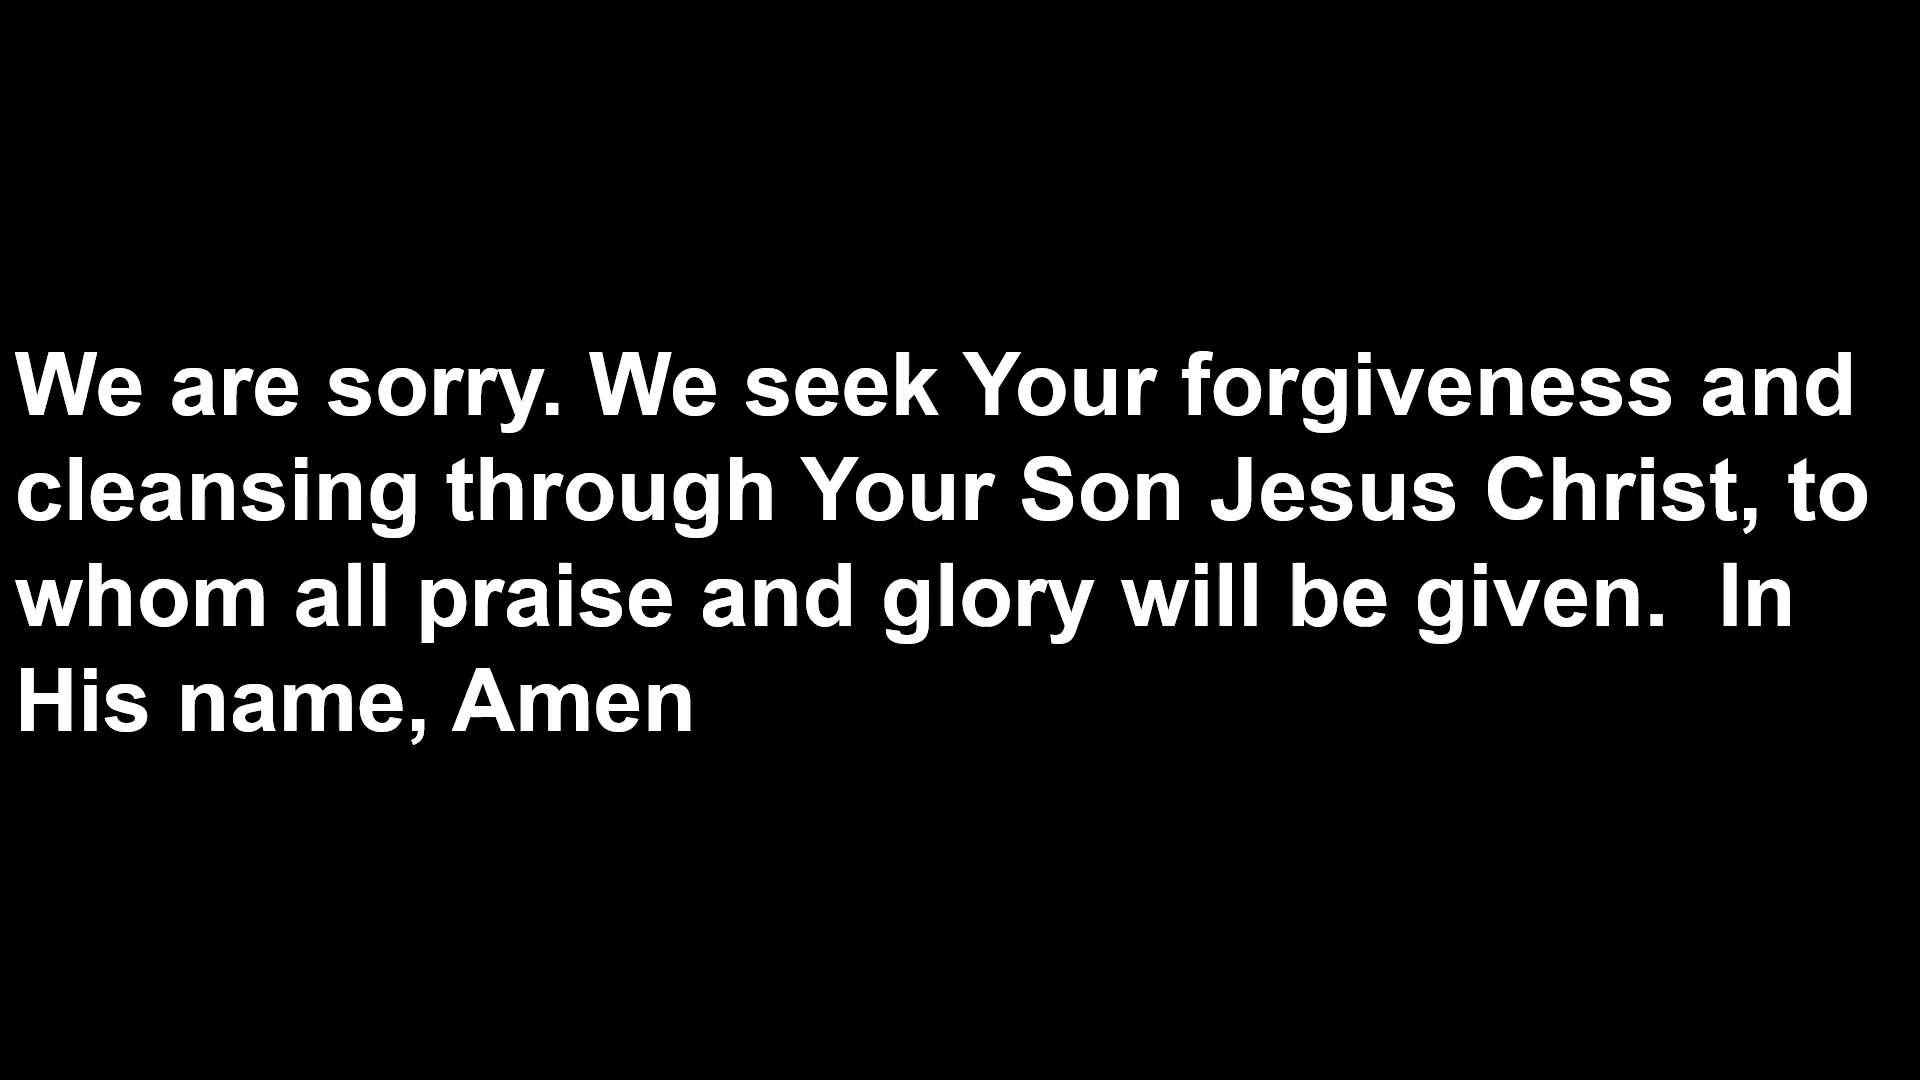 We are sorry. We seek Your forgiveness and
cleansing through Your Son Jesus Christ, to
whom all praise and glory will be given.  In
His name, Amen